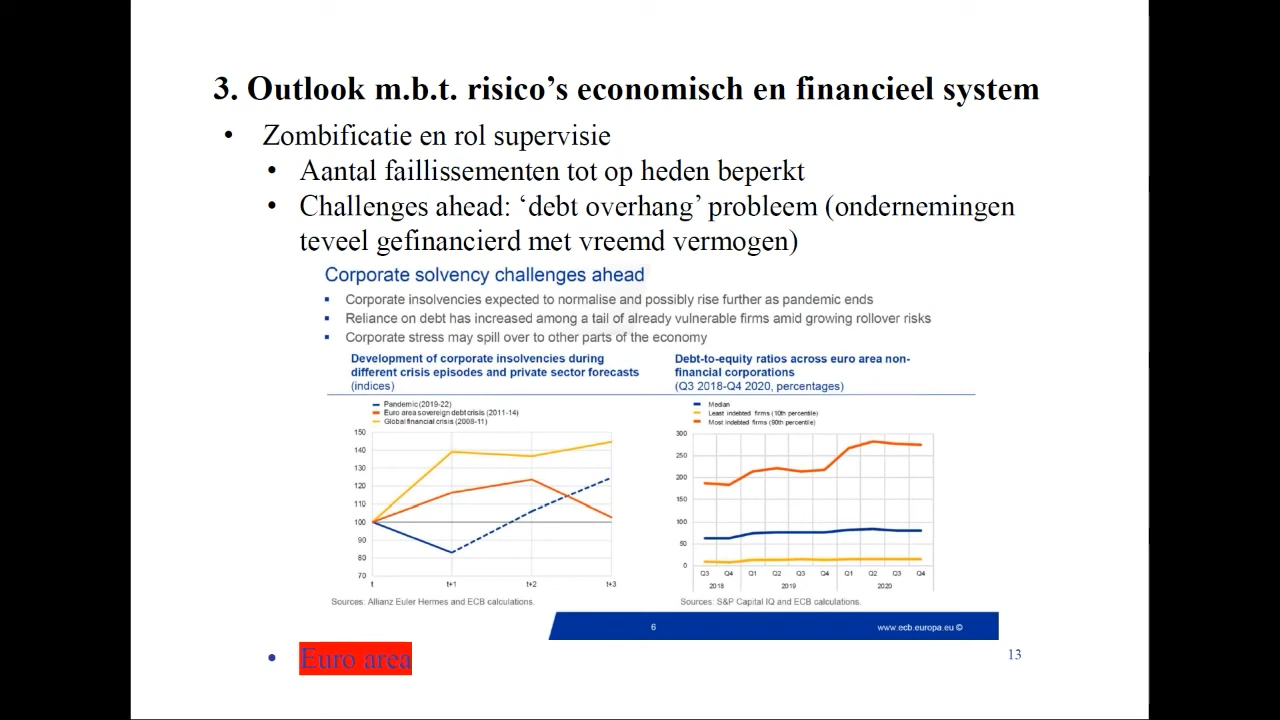 3. Outlook m.b.t. risico’s economisch en financieel system
• Zombificatie en rol supervisie
• Aantal faillissementen tot op heden beperkt
• Challenges ahead: ‘debt overhang’ probleem (ondernemingen
teveel gefinancierd met vreemd vermogen)
Corporate solvency challenges ahead
Corporate insolvencies expected to normalise and possibly rise further as pandemic ends
Reliance on debt has increased among a tail of already vulnerable firms amid growing rollover risks
Corporate stress may spill over to other parts of the economy
Development of corporate insolvencies during
different crisis episodes and private sector forecasts
(indices)
Pandemic (2019-22)
Euro area sovereign debt crisis (2011-14)
Global financial crisis (2008-11)
150
140
130
120
110
100
90
80
70
t t+1 t+2 t+3
Sources: Allianz Euler Hermes and ECB calculations.
Debt-to-equity ratios across euro area non-
financial corporations
(Q3 2018-Q4 2020, percentages)
Median
Least indebted firms (10th percentile)
Most indebted firms (90th percentile)
300
250
200
150
100
50
0
Q3 Q4 Q1 Q2 Q3 Q4 Q1 Q2 Q3 Q4
2018 2019 2020
Sources: S&P Capital IQ and ECB calculations.
6 www.ecb.europa.eu ©
• Euro area
13